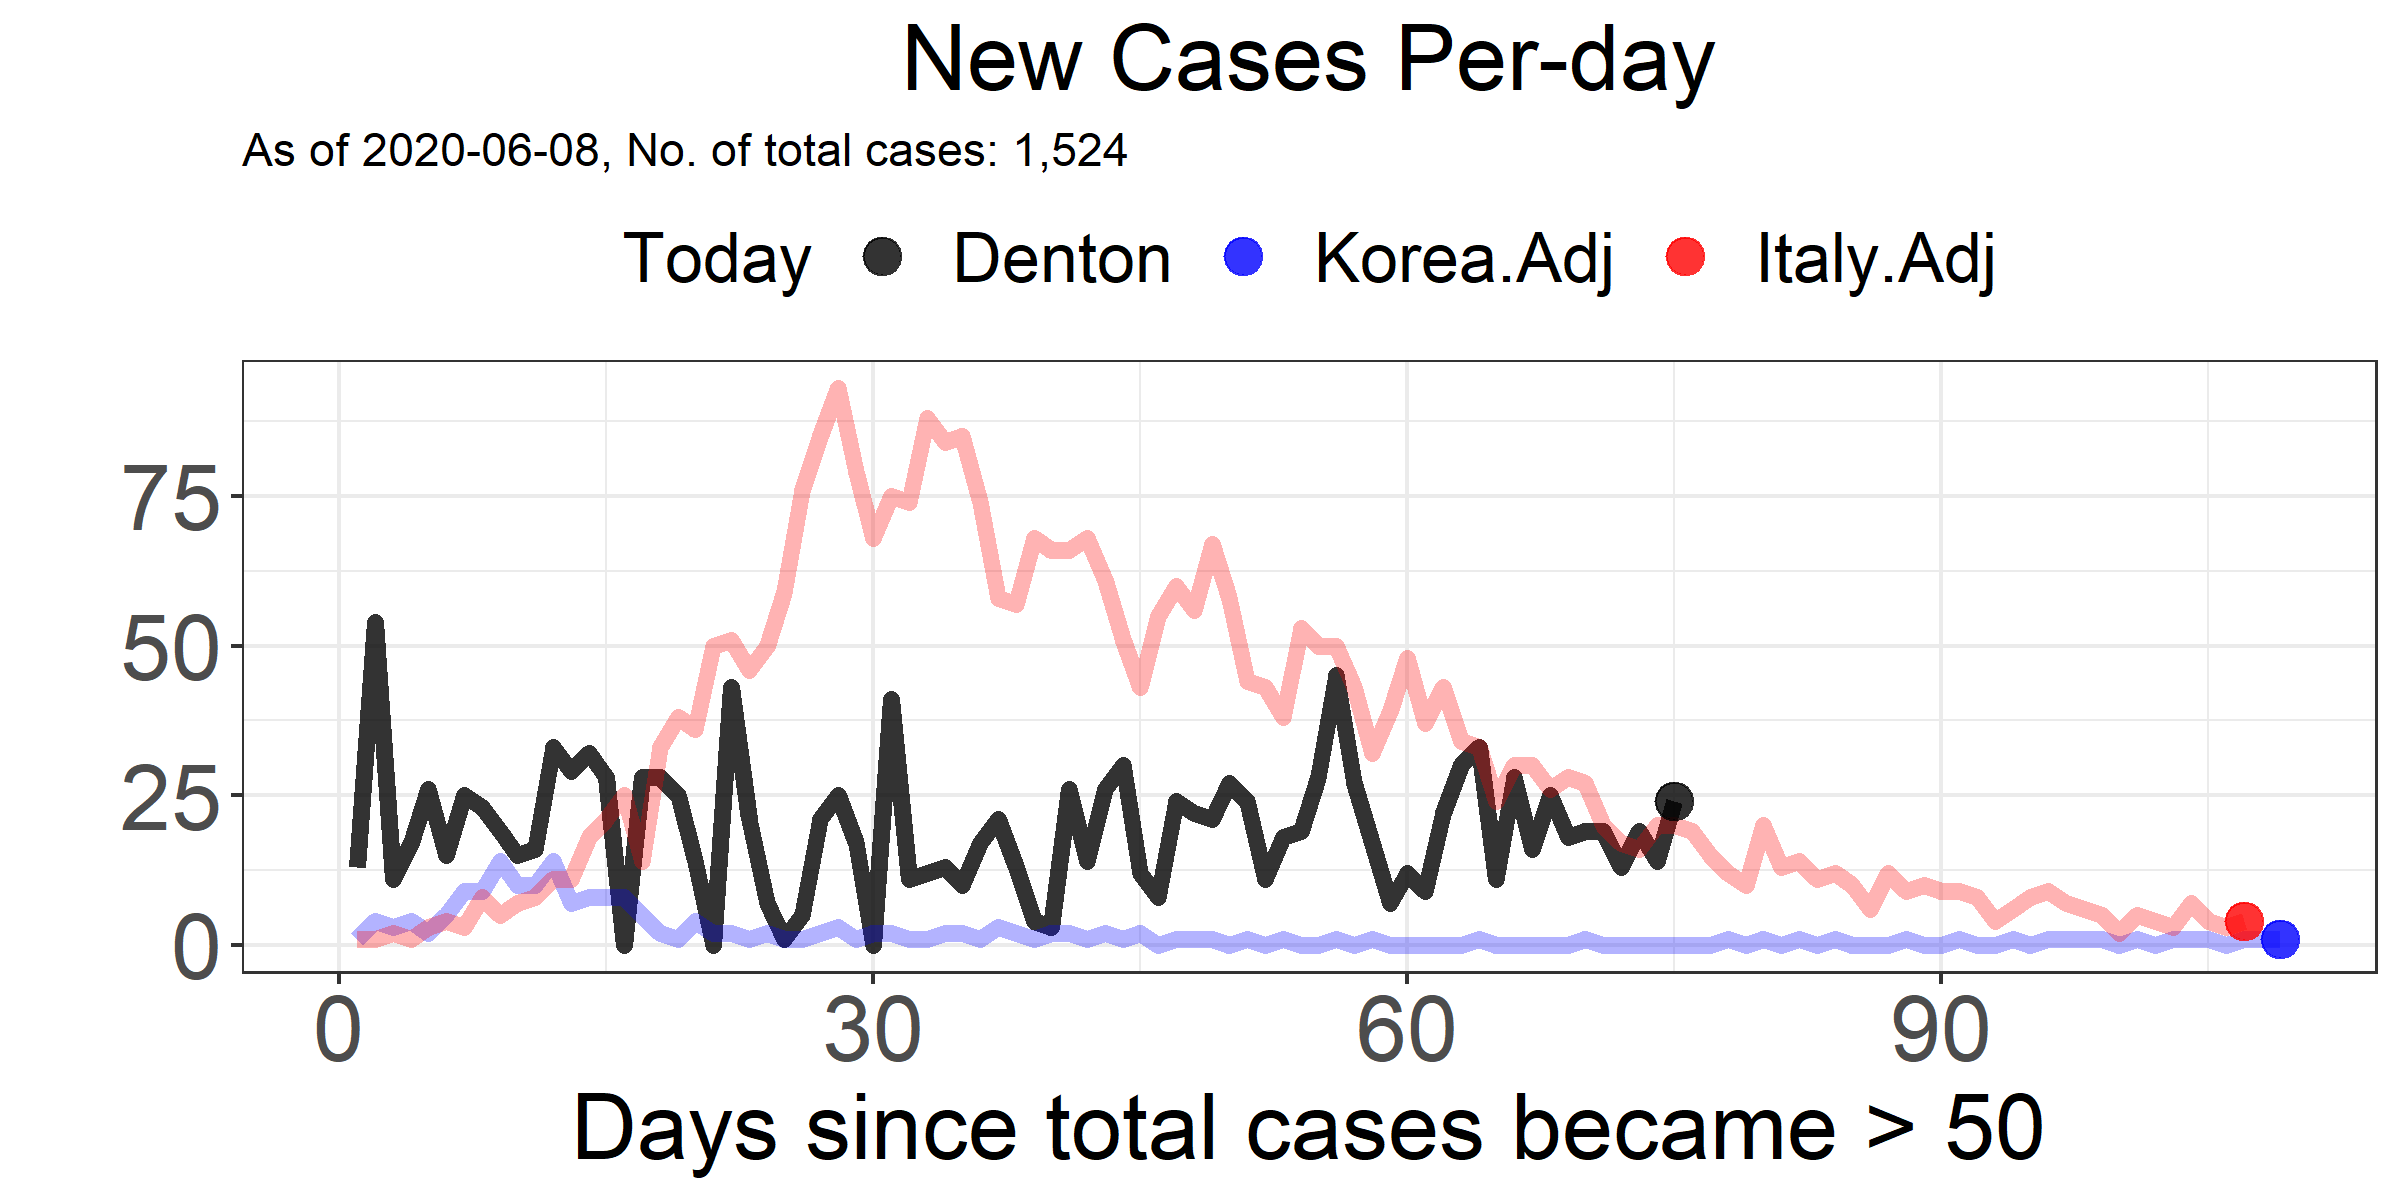 New Cases Per-day
As of 2020-06-08, No. of total cases: 1,524
Today Denton Korea.Adj Italy.Adj
75
50
25
0
0 30 60 90
Days since total cases became > 50